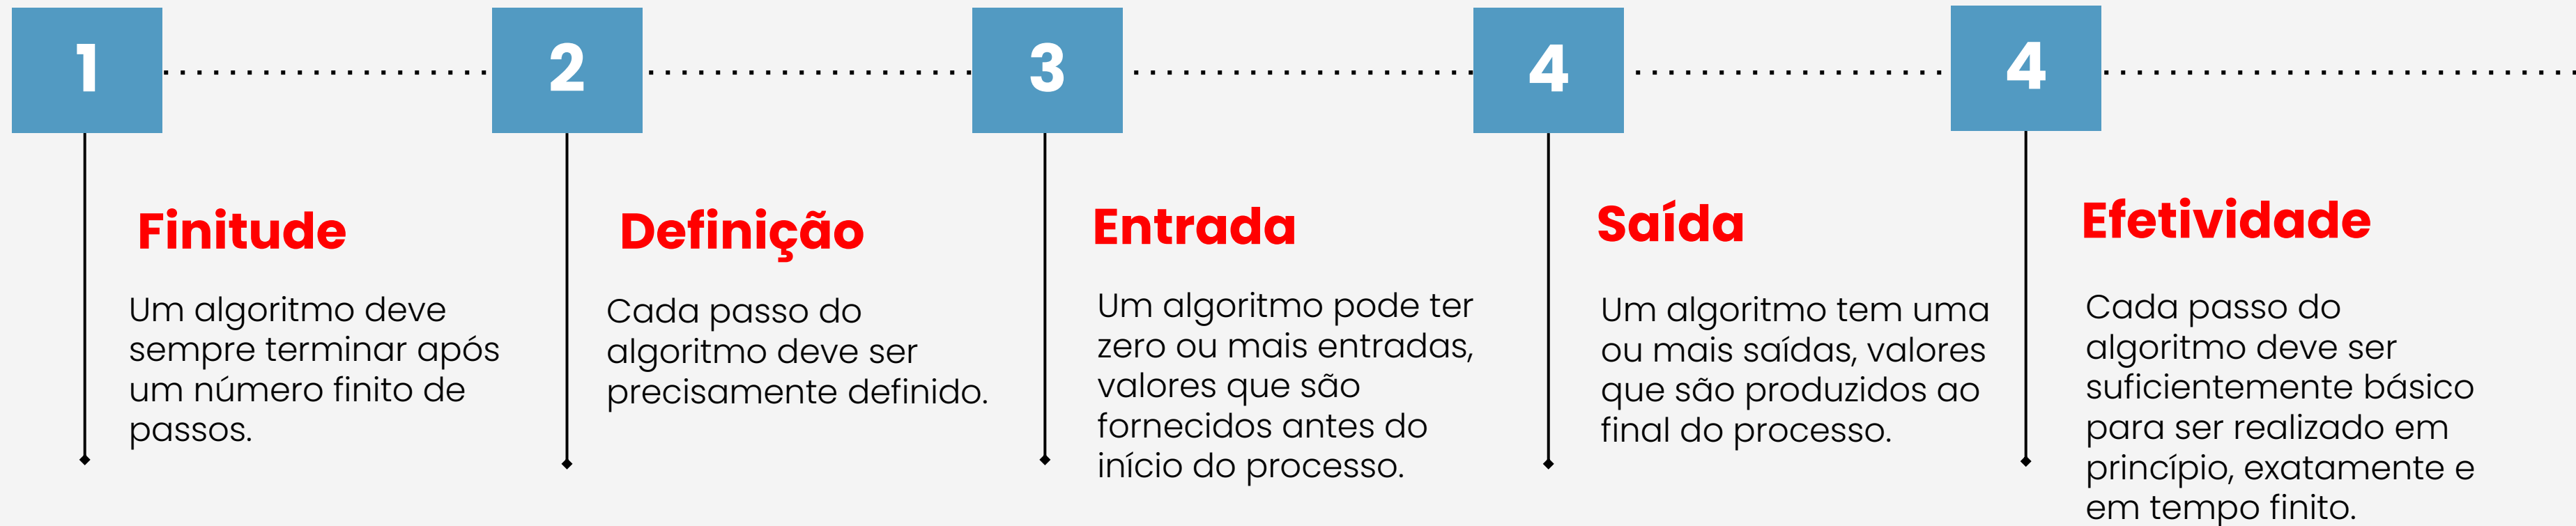 1
2
3
4
4
Finitude
Um algoritmo deve
sempre terminar após
um número finito de
passos.
Definição
Cada passo do
algoritmo deve ser
precisamente definido.
Entrada
Um algoritmo pode ter
zero ou mais entradas,
valores que são
fornecidos antes do
início do processo.
Saída
Um algoritmo tem uma
ou mais saídas, valores
que são produzidos ao
final do processo.
Efetividade
Cada passo do
algoritmo deve ser
suficientemente básico
para ser realizado em
princípio, exatamente e
em tempo finito.